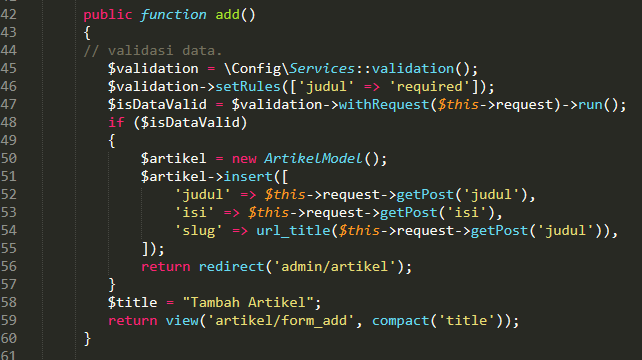 42 public function add()
43 {
44 // validasi data.
45 $validation = \Config\Services::validation();
46 $validation->setRules(['judul' => 'required']);
47 $isDataValid = $validation->withRequest($this->request)->run();
48 if ($isDataValid)
49 {
50 $artikel = new ArtikelModel();
51 $artikel->insert([
52 'judul' => $this->request->getPost('judul'),
53 'isi' => $this->request->getPost('isi'),
54 'slug' => url_title($this->request->getPost('judul')),
55 ]);
56 return redirect('admin/artikel');
57 }
58 $title = "Tambah Artikel";
59 return view('artikel/form_add', compact('title'));
60 }
61